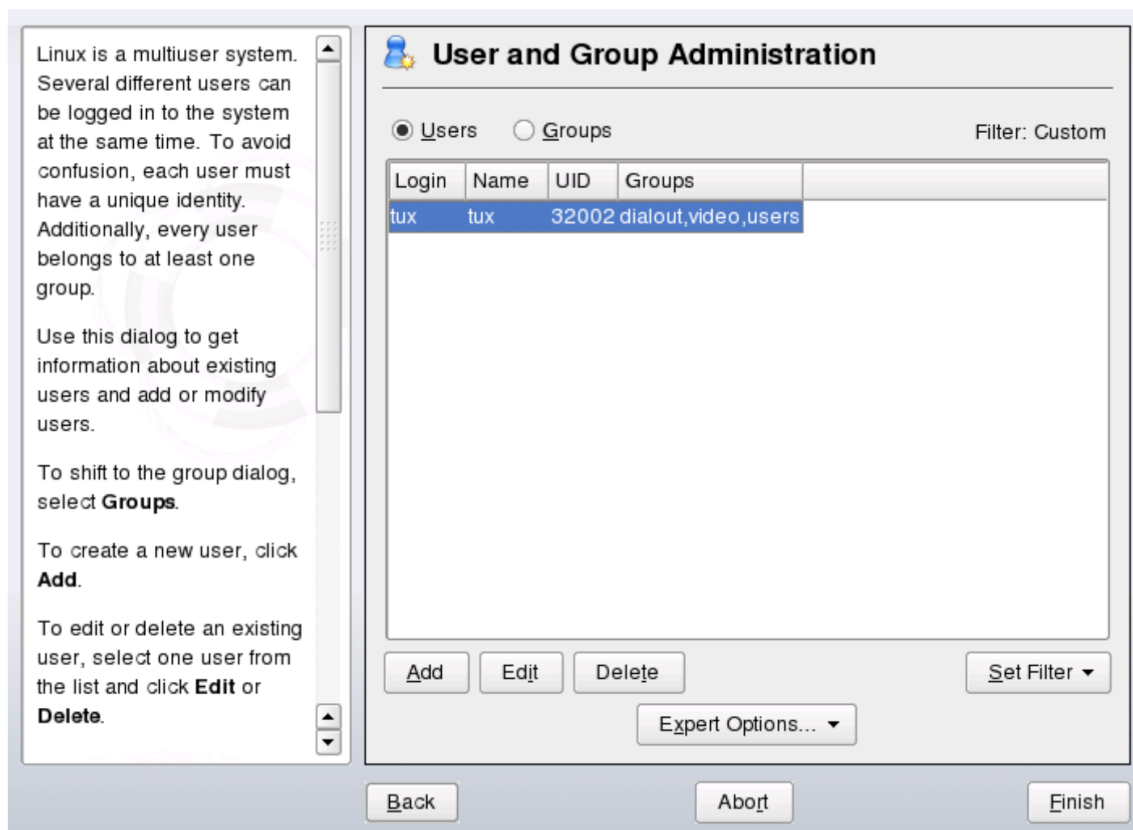 Linux is a multiuser system.
Several different users can
be logged in to the system
at the same time. To avoid
confusion, each user must
have a unique identity.
Additionally, every user
belongs to at least one
group.
Use this dialog to get
information about existing
users and add or modify
users.
To shift to the group dialog,
select Groups.
To create a new user, click
Add.
To edit or delete an existing
user, select one user from
the list and click Edit or
Delete.
User and Group Administration
Users Groups Filter: Custom
Login Name UID Groups
tux tux 32002 dialout,video,users
Add Edit Delete Set Filter
Expert Options...
Back Abort Finish